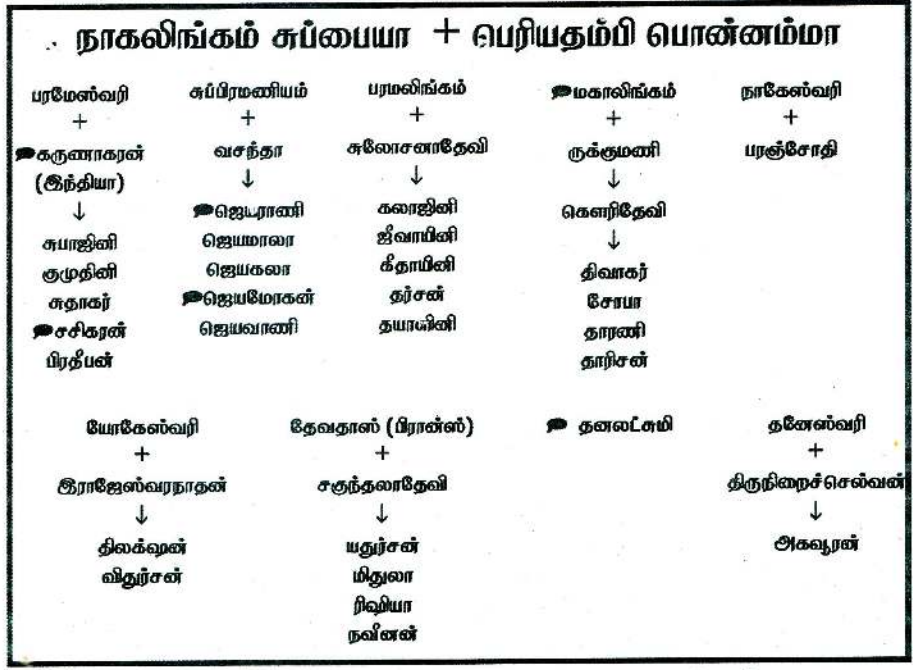 நாகலிங்கம் சுப்பையா + பெரியதம்பி பொன்னம்மா
பரமேஸ்வரி
+
கருணாகரன்
(இந்தியா)
↓
சுபாஜினி
குமுதினி
சுதாகர்
சசிகரன்
பிரதீபன்
சுப்பிரமணியம்
+
வசந்தா
↓
ஜெயராணி
ஜெயமாலா
ஜெயகலா
ஜெயமோகன்
ஜெயவாணி
பரமலிங்கம்
+
சுலோசனாதேவி
↓
கலாஜினி
ஜீவாயினி
கீதாயினி
தர்சன்
தயாளினி
மகாலிங்கம்
+
ருக்குமணி
↓
கௌரிதேவி
↓
திவாகர்
சோபா
தாரணி
தாரிசன்
நாகேஸ்வரி
+
பரஞ்சோதி
யோகேஸ்வரி
+
இராஜேஸ்வரநாதன்
↓
திலக்ஷன்
விதுர்சன்
தேவதாஸ் (பிரான்ஸ்)
+
சகுந்தலாதேவி
↓
யதுர்சன்
மிதுலா
ரிஷியா
நவீனன்
தனலட்சுமி
தனேஸ்வரி
+
திருநிறைச்செல்வன்
↓
அகவூரன்